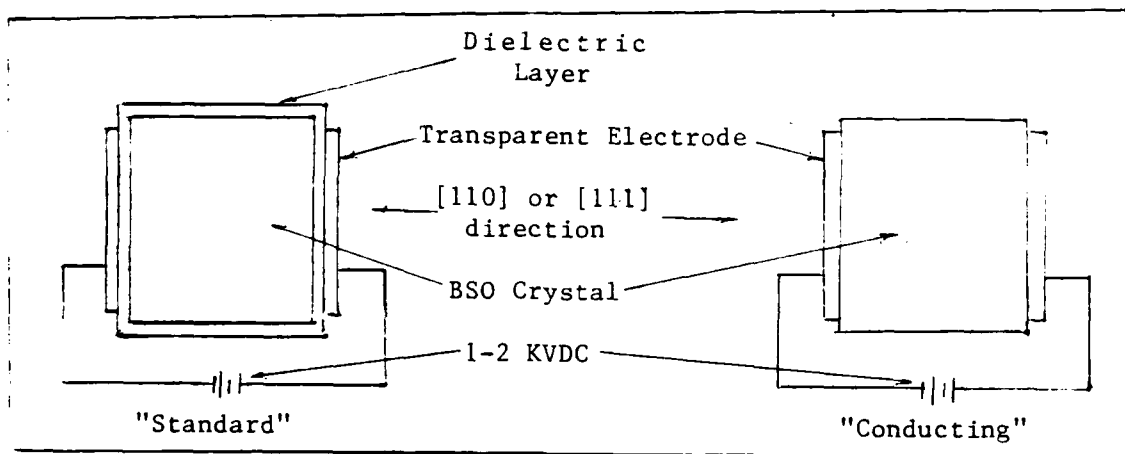 Dielectric
Layer
Transparent Electrode
[110] or [111]
direction
BSO Crystal
1-2 KVDC
"Standard"
"Conducting"